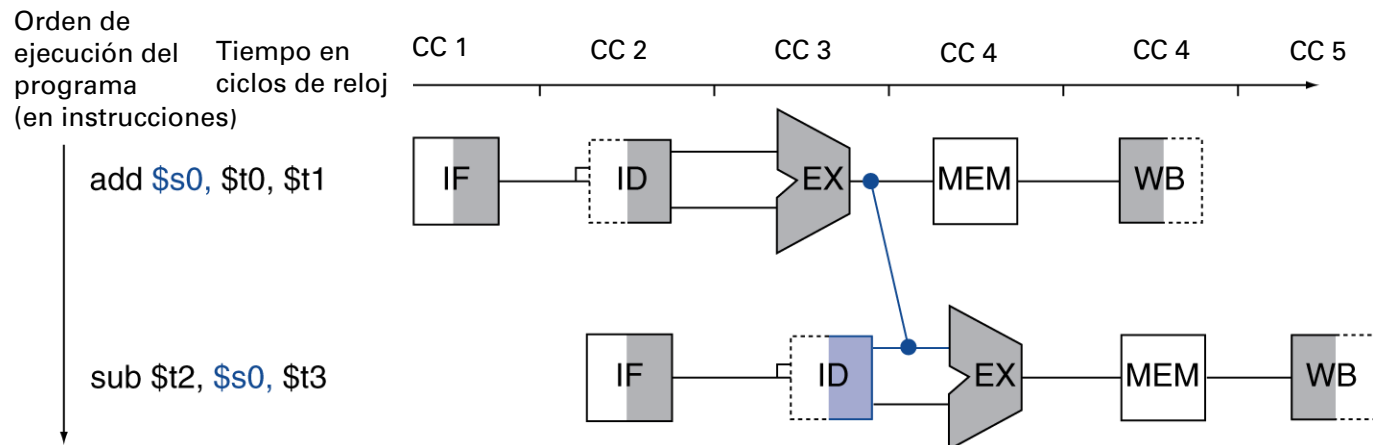 Orden de
ejecución del
programa
(en instrucciones)
Tiempo en
ciclos de reloj
CC 1 CC 2 CC 3 CC 4 CC 4 CC 5
add $s0, $t0, $t1
IF ID EX MEM WB
sub $t2, $s0, $t3
IF ID EX MEM WB